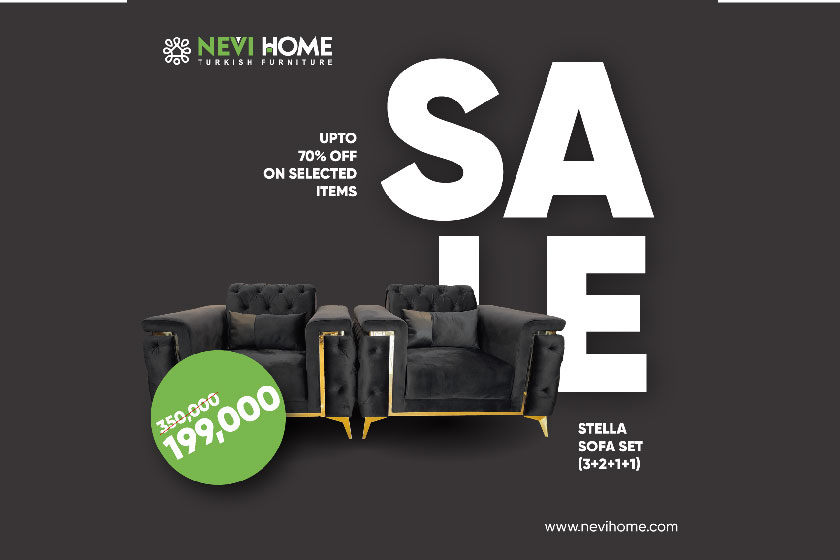 NEVI HOME
TURKISH FURNITURE
UPTO
70% OFF
ON SELECTED
ITEMS
SA
LE
350,000
199,000
STELLA
SOFA SET
(3+2+1+1)
www.nevihome.com